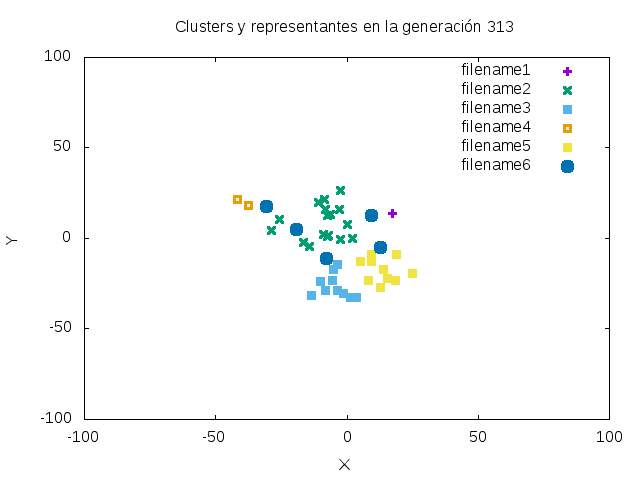 Clusters y representantes en la generación 313
filename1
filename2
filename3
filename4
filename5
filename6
100
50
0
-50
-100
Y
-100 -50 0 50 100
X